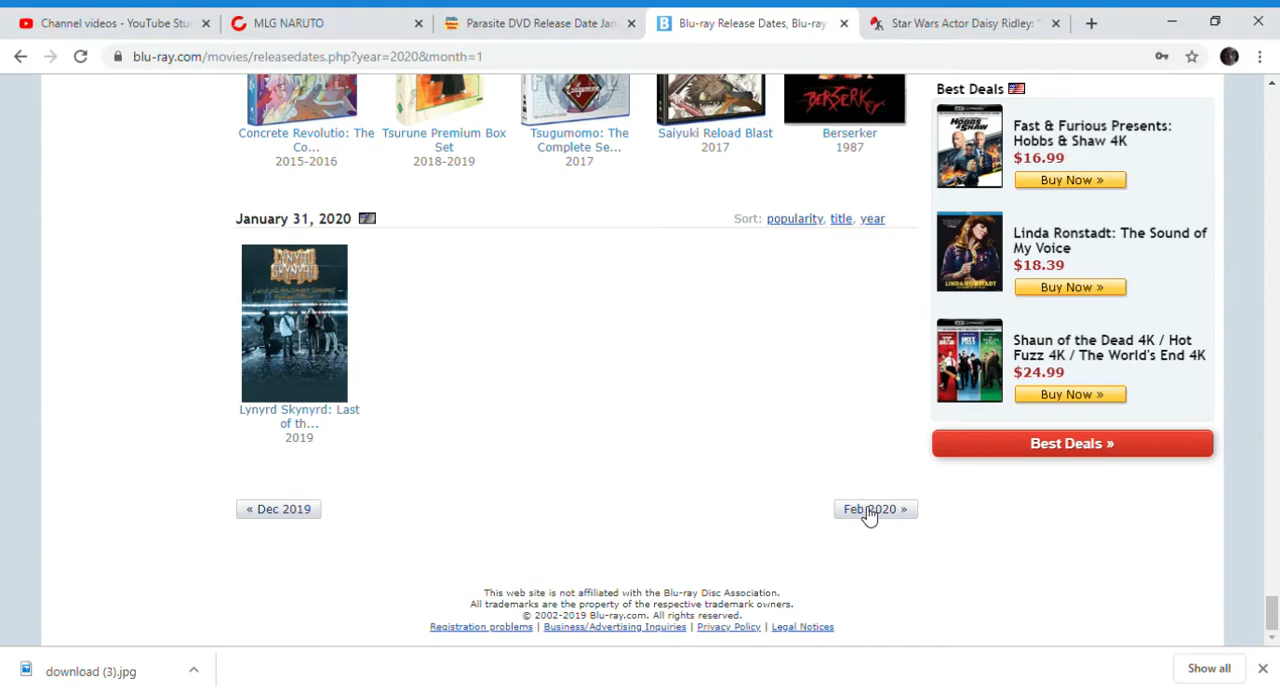 Channel videos - YouTube Stu
MLG NARUTO
Parasite DVD Release Date Jan
Blu-ray Release Dates, Blu-ray
Star Wars Actor Daisy Ridley: "
blu-ray.com/movies/releasedates.php?year=2020&month=1
BERSERK
Concrete Revolutio: The Co...
2015-2016
Tsurune Premium Box Set
2018-2019
Tsugumomo: The Complete Se...
2017
Saiyuki Reload Blast
2017
Berserker
1987
January 31, 2020
Sort: popularity, title, year
LYNYRD SKYNYRD
Lynyrd Skynyrd: Last of th...
2019
« Dec 2019
Feb 2020 »
Best Deals
HOBBS & SHAW
Fast & Furious Presents:
Hobbs & Shaw 4K
$16.99
Buy Now »
Linda Ronstadt: The Sound of
My Voice
$18.39
Buy Now »
Shaun of the Dead 4K / Hot
Fuzz 4K / The World's End 4K
$24.99
Buy Now »
Best Deals »
This web site is not affiliated with the Blu-ray Disc Association.
All trademarks are the property of the respective trademark owners.
© 2002-2019 Blu-ray.com. All rights reserved.
Registration problems | Business/Advertising Inquiries | Privacy Policy | Legal Notices
download (3).jpg
Show all